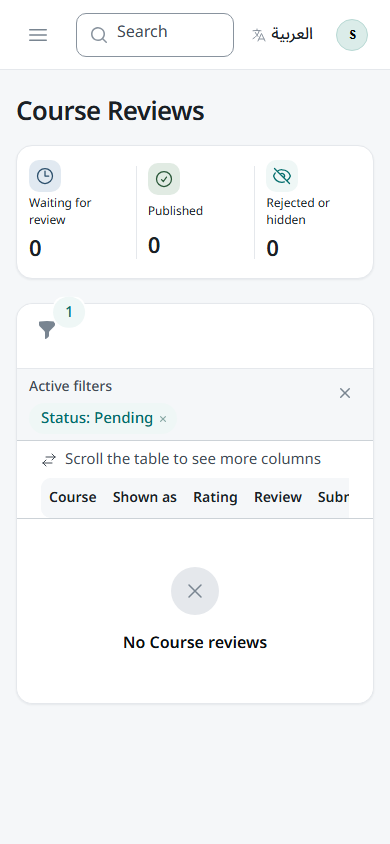 Search
العربية
S
Course Reviews
Waiting for
review
0
Published
0
Rejected or
hidden
0
1
Active filters
Status: Pending ×
Scroll the table to see more columns
Course Shown as Rating Review Subr
No Course reviews